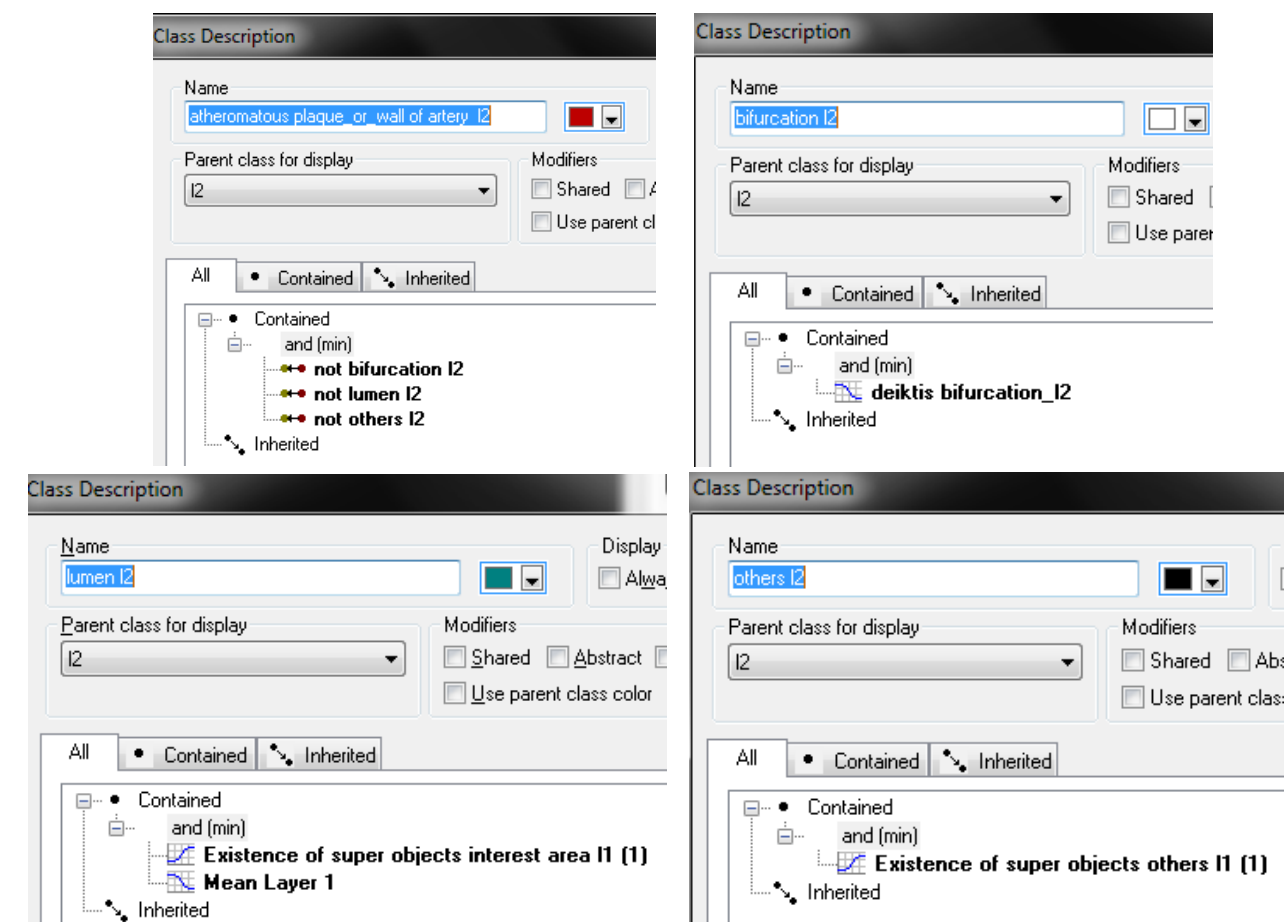 Class Description
Name
atheromatous plaque_or_wall of artery l2
Parent class for display
l2
Modifiers
Shared
Use parent cl
All
Contained
Inherited
Contained
and (min)
not bifurcation l2
not lumen l2
not others l2
Inherited
Class Description
Name
bifurcation l2
Parent class for display
l2
Modifiers
Shared
Use parer
All
Contained
Inherited
Contained
and (min)
deiktis bifurcation_l2
Inherited
Class Description
Name
lumen l2
Display
Alwa
Parent class for display
l2
Modifiers
Shared Abstract
Use parent class color
All
Contained
Inherited
Contained
and (min)
Existence of super objects interest area l1 (1)
Mean Layer 1
Inherited
Class Description
Name
others l2
Parent class for display
l2
Modifiers
Shared Abs
Use parent clas
All
Contained
Inherited
Contained
and (min)
Existence of super objects others l1 (1)
Inherited